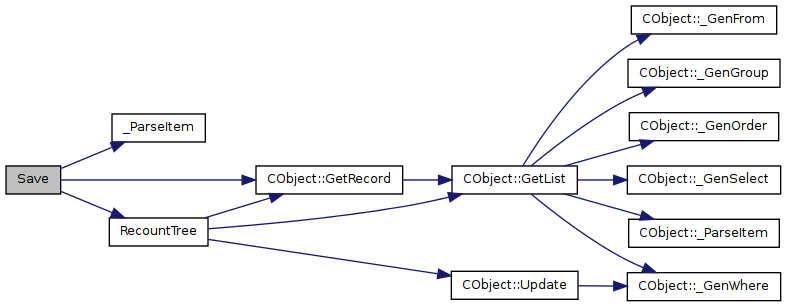 Save
_ParseItem
RecountTree
CObject::GetRecord
CObject::GetList
CObject::Update
CObject::_GenFrom
CObject::_GenGroup
CObject::_GenOrder
CObject::_GenSelect
CObject::_ParseItem
CObject::_GenWhere